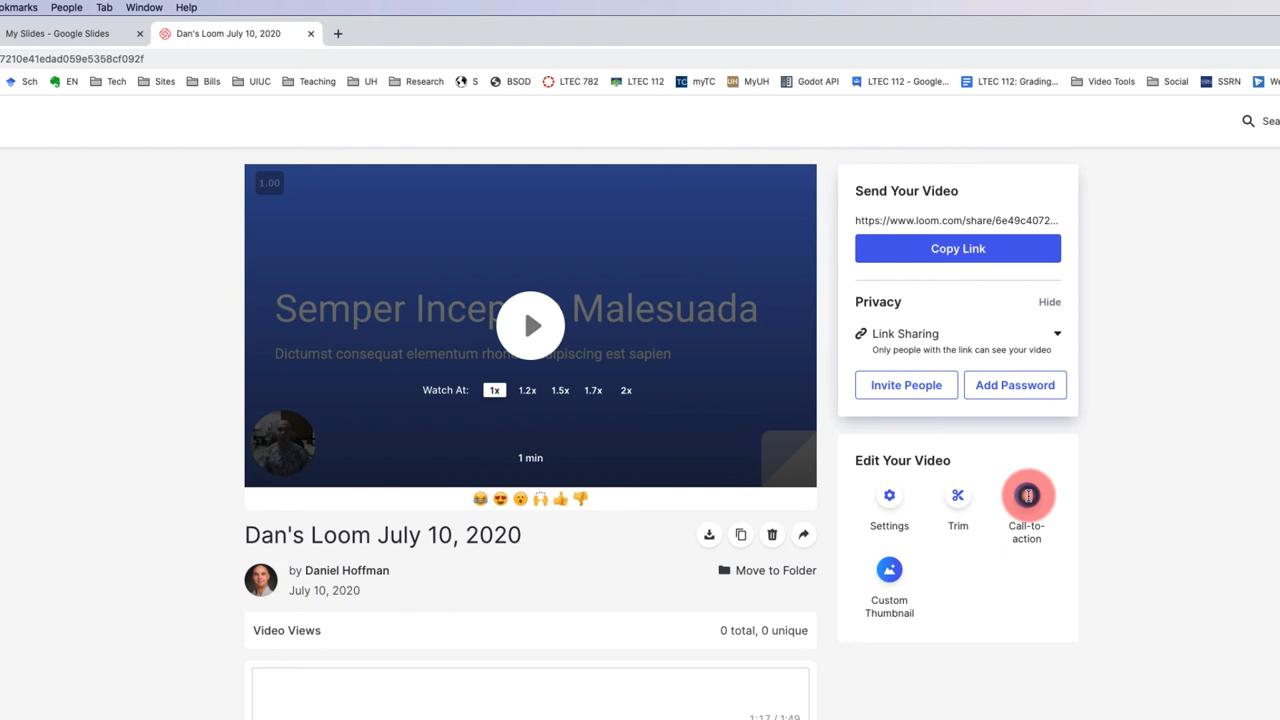 okmarks People Tab Window Help
My Slides - Google Slides Dan's Loom July 10, 2020
7210e41edad059e5358cf092f
Sch EN Tech Sites Bills UIUC Teaching UH Research S BSOD LTEC 782 LTEC 112 myTC MyUH Godot API LTEC 112 - Google... LTEC 112: Grading... Video Tools Social SSRN We
Sea
1.00
Semper Incep Malesuada
Dictumst consequat elementum rhon dipiscing est sapien
Watch At: 1x 1.2x 1.5x 1.7x 2x
1 min
Send Your Video
https://www.loom.com/share/6e49c4072...
Copy Link
Privacy Hide
Link Sharing
Only people with the link can see your video
Invite People Add Password
Edit Your Video
Settings Trim Call-to-
action
Custom
Thumbnail
Dan's Loom July 10, 2020
by Daniel Hoffman
July 10, 2020
Move to Folder
Video Views 0 total, 0 unique
1:17 / 1:49